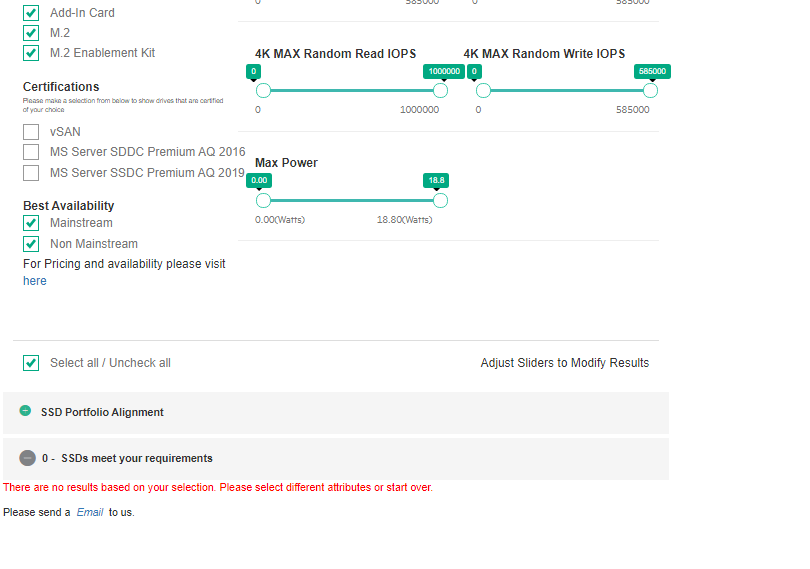 Add-In Card
M.2
M.2 Enablement Kit
Certifications
Please make a selection from below to show drives that are certified
of your choice
vSAN
MS Server SDDC Premium AQ 2016
MS Server SSDC Premium AQ 2019
Best Availability
Mainstream
Non Mainstream
For Pricing and availability please visit
here
0 585000 0 585000
4K MAX Random Read IOPS 4K MAX Random Write IOPS
0 1000000 0 585000
0 1000000 0 585000
Max Power
0.00 18.6
0.00(Watts) 18.80(Watts)
Select all / Uncheck all Adjust Sliders to Modify Results
SSD Portfolio Alignment
0 - SSDs meet your requirements
There are no results based on your selection. Please select different attributes or start over.
Please send a Email to us.